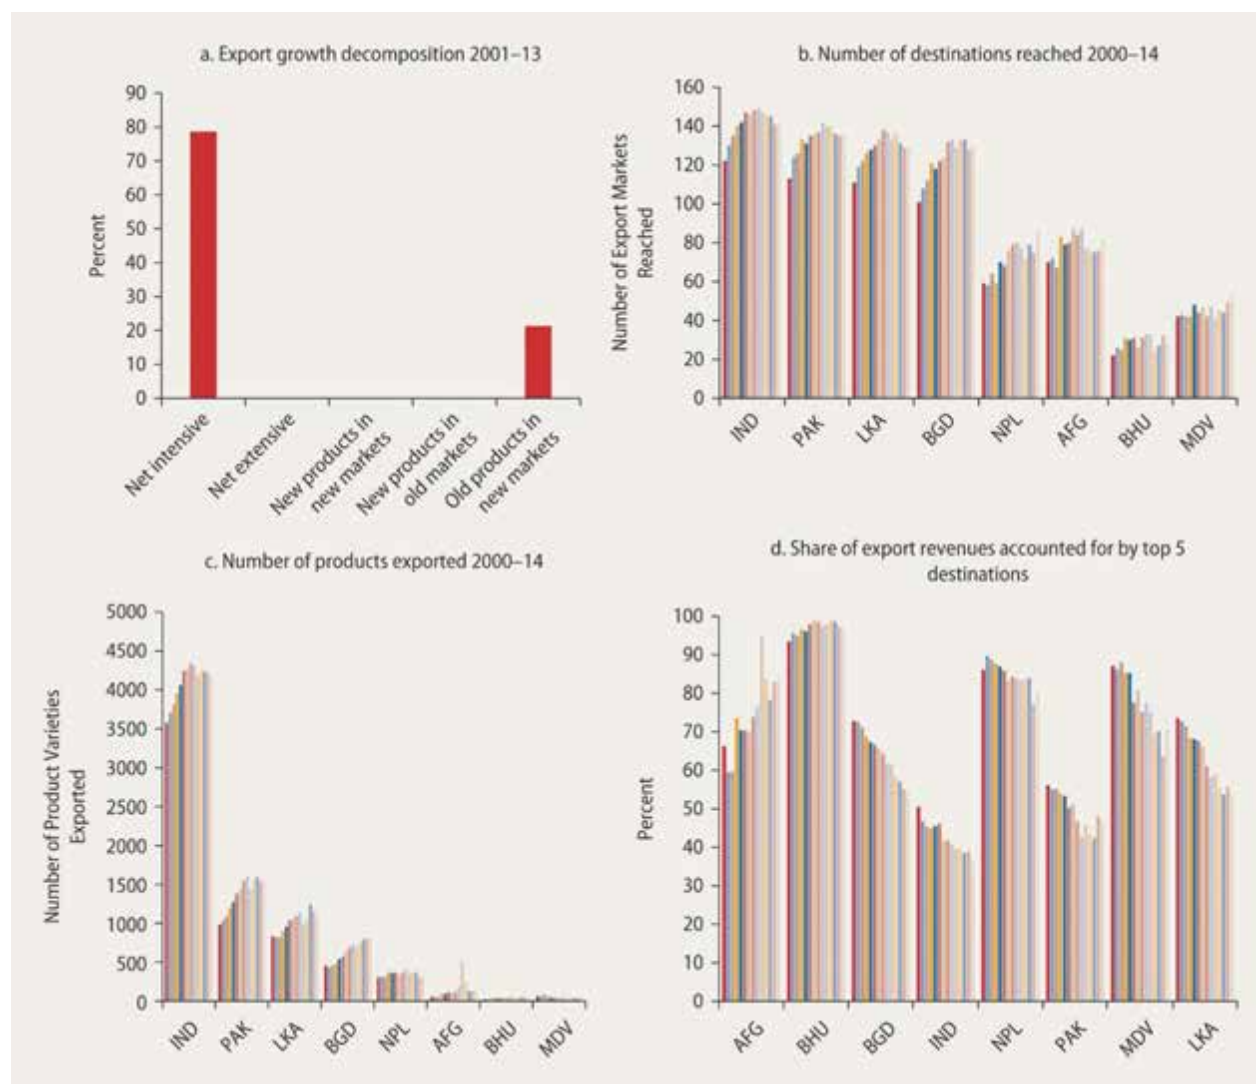 a. Export growth decomposition 2001–13
Percent
90
80
70
60
50
40
30
20
10
0
Net intensive
Net extensive
New products in
new markets
New products in
old markets
Old products in
new markets
b. Number of destinations reached 2000–14
Number of Export Markets
Reached
160
140
120
100
80
60
40
20
0
IND
PAK
LKA
BGD
NPL
AFG
BHU
MDV
c. Number of products exported 2000–14
Number of Product Varieties
Exported
5000
4500
4000
3500
3000
2500
2000
1500
1000
500
0
IND
PAK
LKA
BGD
NPL
AFG
BHU
MDV
d. Share of export revenues accounted for by top 5
destinations
Percent
100
90
80
70
60
50
40
30
20
10
0
AFG
BHU
BGD
IND
NPL
PAK
MDV
LKA